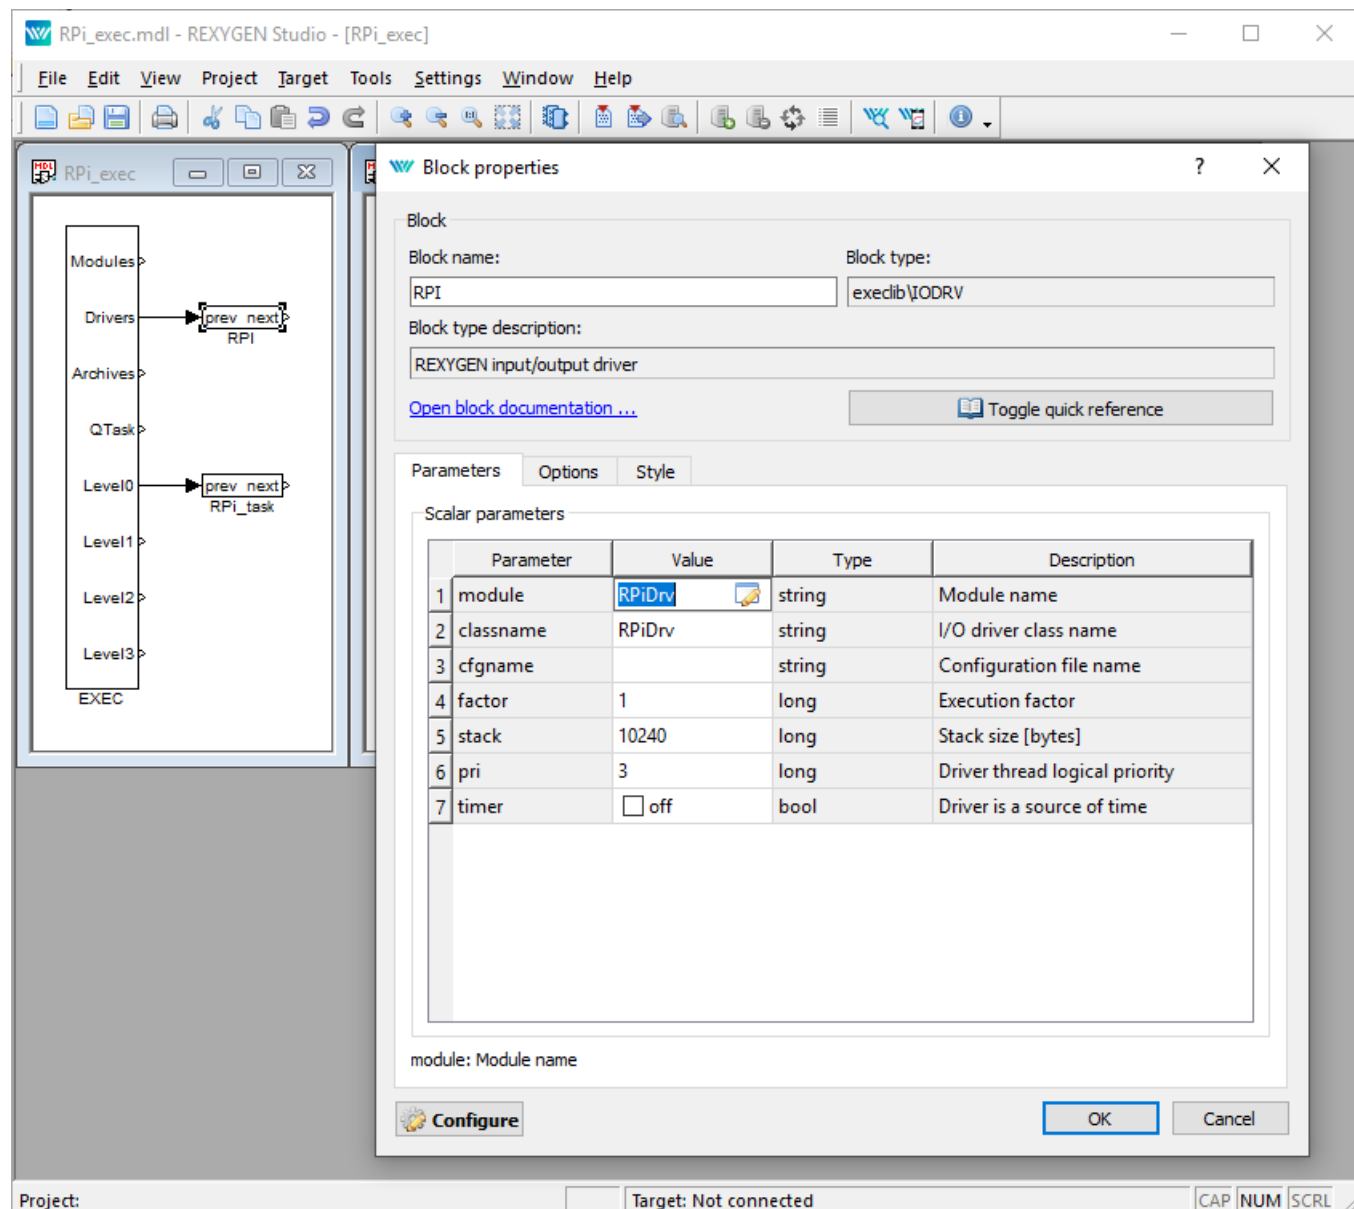 RPi_exec.mdl - REXYGEN Studio - [RPi_exec]
File Edit View Project Target Tools Settings Window Help
RPi_exec
Modules
Drivers
prev next
RPI
Archives
QTask
Level0
prev next
RPi_task
Level1
Level2
Level3
EXEC
Block properties
?
Block
Block name:
Block type:
RPI
execlib\IODRV
Block type description:
REXYGEN input/output driver
Open block documentation ...
Toggle quick reference
Parameters Options Style
Scalar parameters
Parameter Value Type Description
1 module RPiDrv string Module name
2 classname RPiDrv string I/O driver class name
3 cfgname string Configuration file name
4 factor 1 long Execution factor
5 stack 10240 long Stack size [bytes]
6 pri 3 long Driver thread logical priority
7 timer off bool Driver is a source of time
module: Module name
Configure
OK
Cancel
Project:
Target: Not connected
CAP NUM SCRL